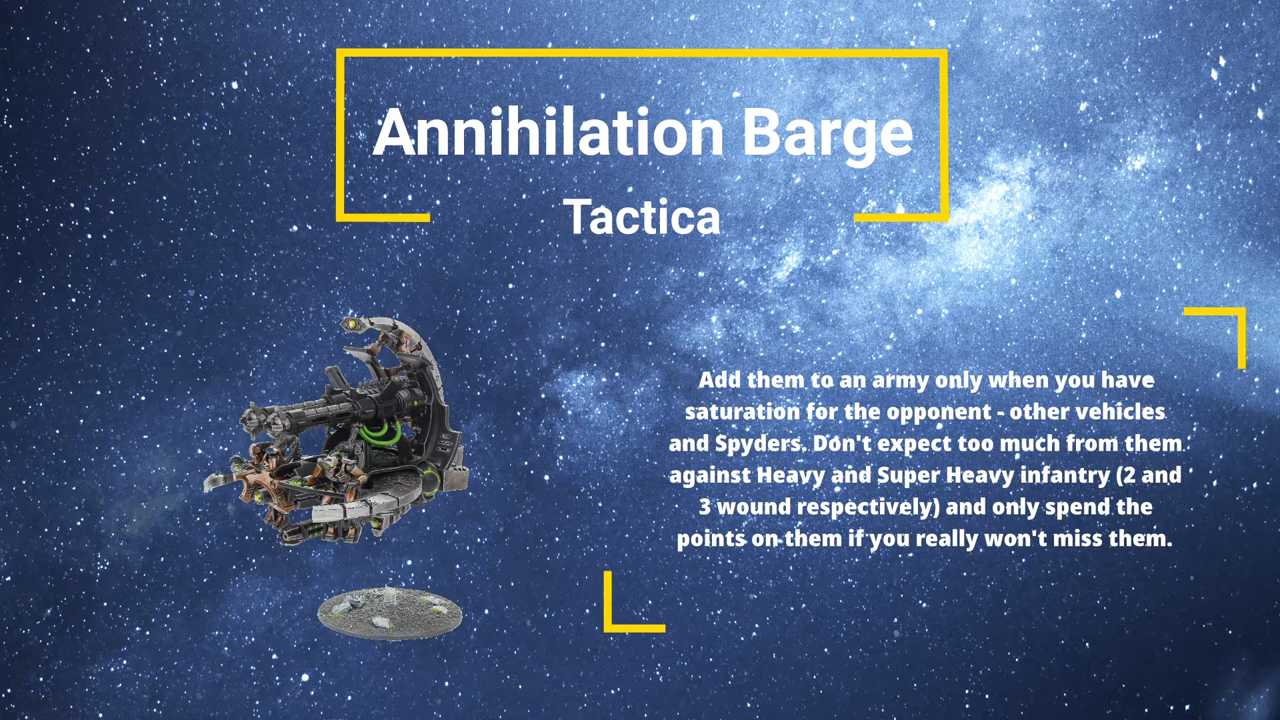 Annihilation Barge
Tactica
Add them to an army only when you have
saturation for the opponent - other vehicles
and Spyders. Don't expect too much from them
against Heavy and Super Heavy infantry (2 and
3 wound respectively) and only spend the
points on them if you really won't miss them.